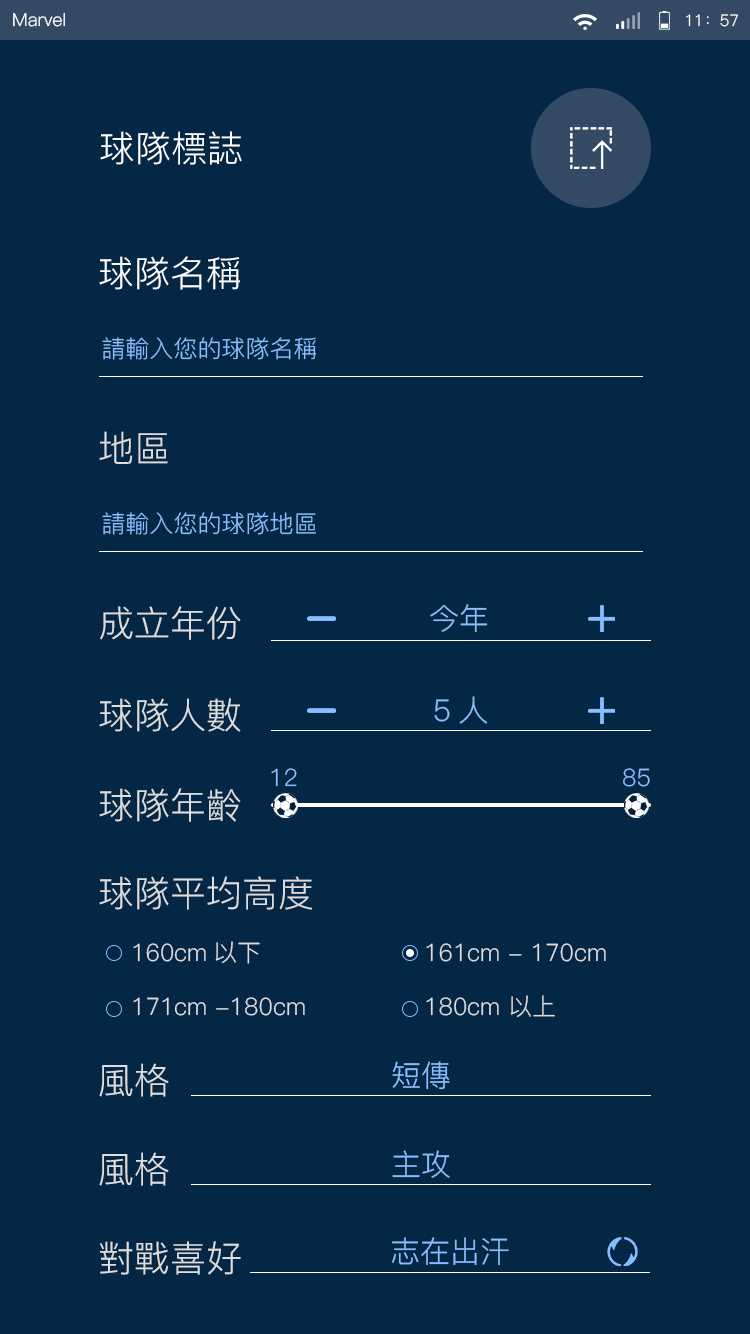 Marvel 11: 57
球隊標誌
球隊名稱
請輸入您的球隊名稱
地區
請輸入您的球隊地區
成立年份 今年
球隊人數 5 人
12 85
球隊年齡
球隊平均高度
160cm 以下 161cm – 170cm
171cm –180cm 180cm 以上
風格 短傳
風格 主攻
對戰喜好 志在出汗